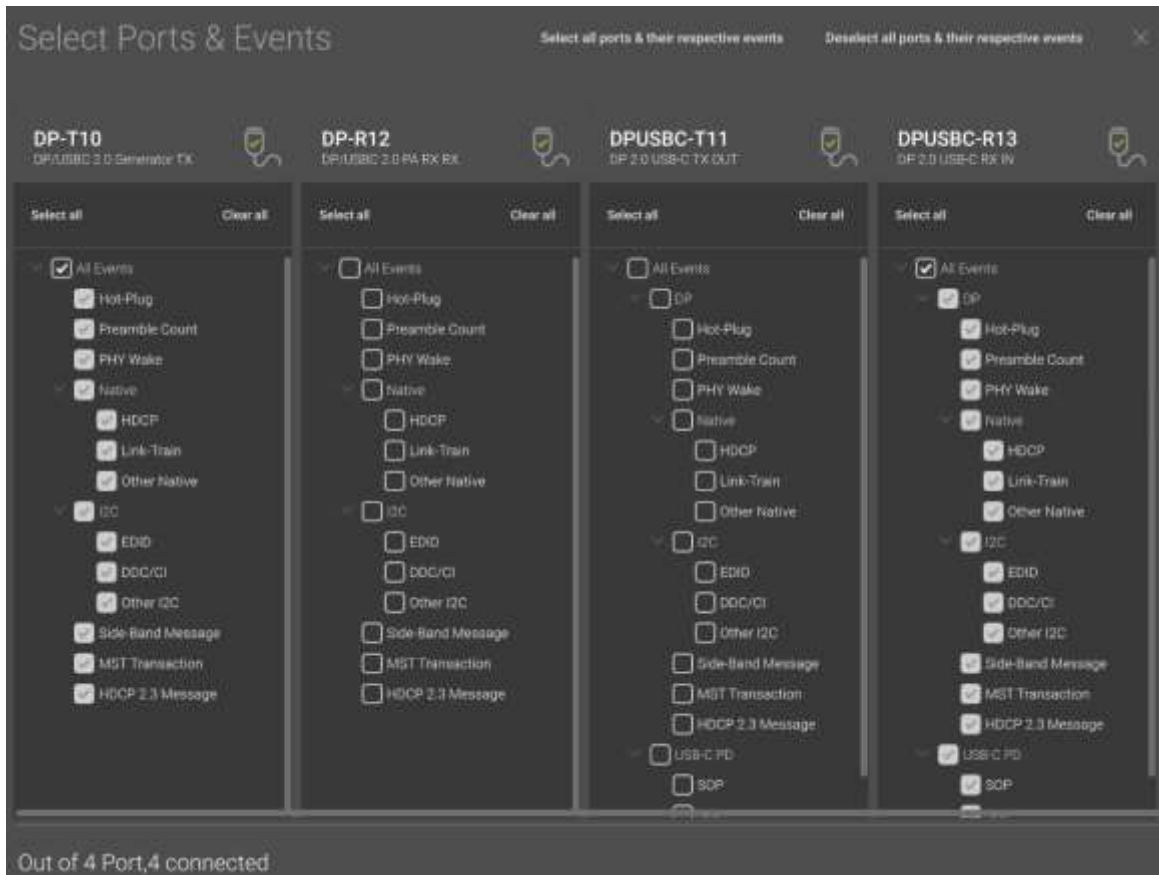 Select Ports & Events
Select all ports & their respective events
Deselect all ports & their respective events
DP-T10
DP/USBC 2.0 Generator TX
Select all
Clear all
All Events
Hot-Plug
Preamble Count
PHY Wake
Native
HDCP
Link-Train
Other Native
I2C
EDID
DDC/CI
Other I2C
Side-Band Message
MST Transaction
HDCP 2.3 Message
DP-R12
DP/USBC 2.0 PA RX RX
Select all
Clear all
All Events
Hot-Plug
Preamble Count
PHY Wake
Native
HDCP
Link-Train
Other Native
I2C
EDID
DDC/CI
Other I2C
Side-Band Message
MST Transaction
HDCP 2.3 Message
DPUSBC-T11
DP 2.0 USB-C TX OUT
Select all
Clear all
All Events
DP
Hot-Plug
Preamble Count
PHY Wake
Native
HDCP
Link-Train
Other Native
I2C
EDID
DDC/CI
Other I2C
Side-Band Message
MST Transaction
HDCP 2.3 Message
USB-C PD
SOP
DPUSBC-R13
DP 2.0 USB-C RX IN
Select all
Clear all
All Events
DP
Hot-Plug
Preamble Count
PHY Wake
Native
HDCP
Link-Train
Other Native
I2C
EDID
DDC/CI
Other I2C
Side-Band Message
MST Transaction
HDCP 2.3 Message
USB-C PD
SOP
Out of 4 Port,4 connected